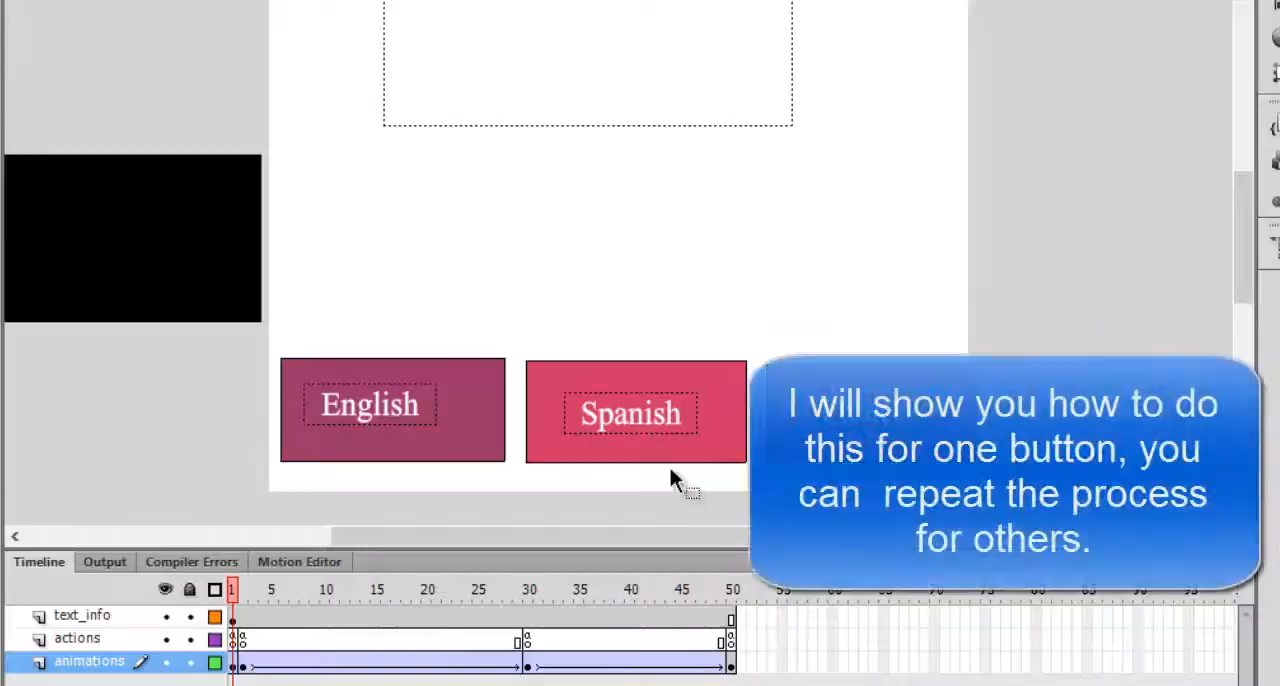 English
Spanish
I will show you how to do
this for one button, you
can repeat the process
for others.
Timeline Output Compiler Errors Motion Editor
1 5 10 15 20 25 30 35 40 45 50
text_info
actions
animations